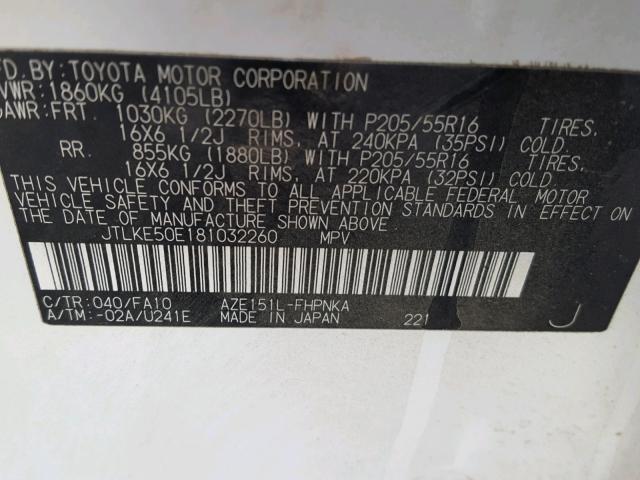 FD. BY: TOYOTA MOTOR CORPORATION
VWR: 1860KG (4105LB)
GAWR: FRT. 1030KG (2270LB) WITH P205/55R16 TIRES,
16X6 1/2J RIMS, AT 240KPA (35PSI) COLD.
RR. 855KG (1880LB) WITH P205/55R16 TIRES,
16X6 1/2J RIMS, AT 220KPA (32PSI) COLD.
THIS VEHICLE CONFORMS TO ALL APPLICABLE FEDERAL MOTOR
VEHICLE SAFETY AND THEFT PREVENTION STANDARDS IN EFFECT ON
THE DATE OF MANUFACTURE SHOWN ABOVE.
JTLKE50E181032260 MPV
C/TR: 040/FA10 AZE151L-FHPNKA
A/TM: -02A/U241E MADE IN JAPAN 221 J